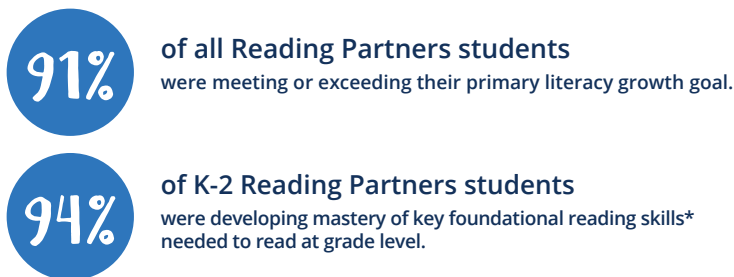 91%
of all Reading Partners students
were meeting or exceeding their primary literacy growth goal.
94%
of K-2 Reading Partners students
were developing mastery of key foundational reading skills*
needed to read at grade level.